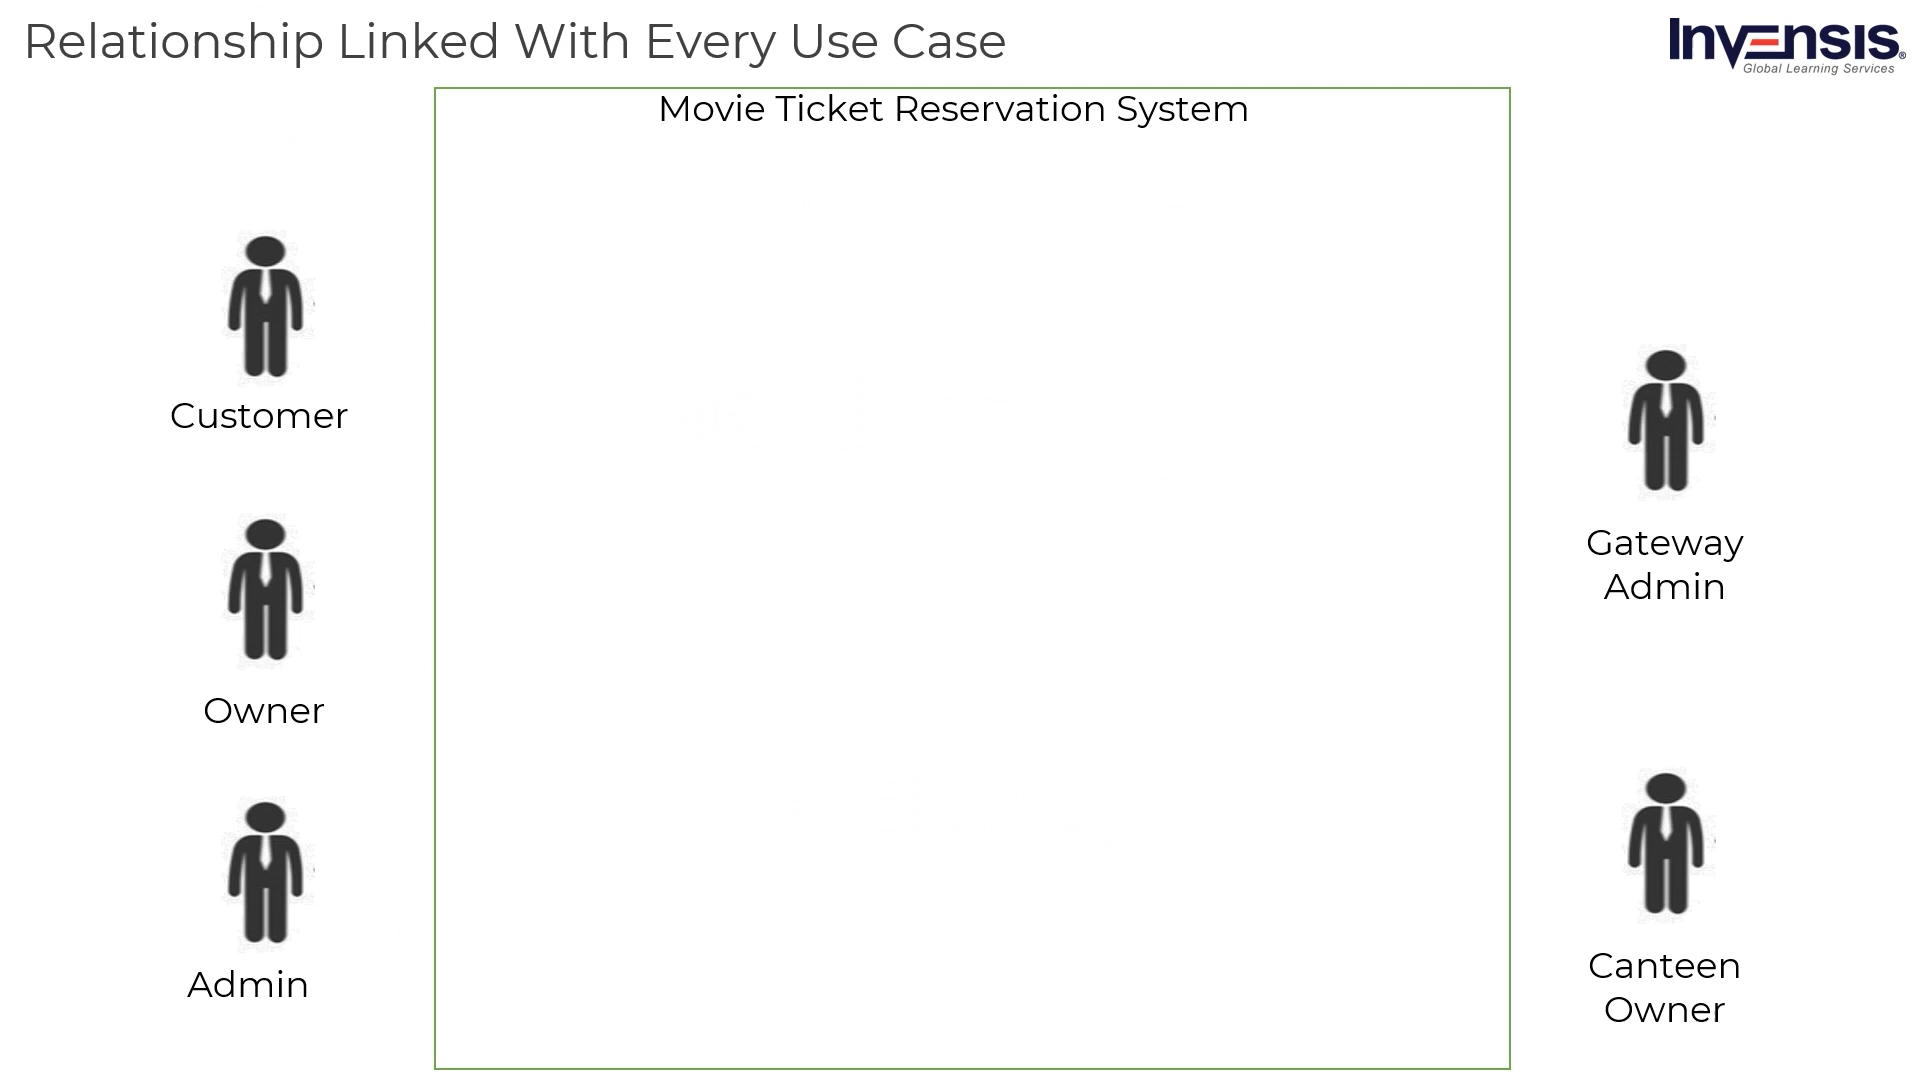 Relationship Linked With Every Use Case
Invensis®
Global Learning Services
Movie Ticket Reservation System
Customer
Owner
Admin
Gateway
Admin
Canteen
Owner